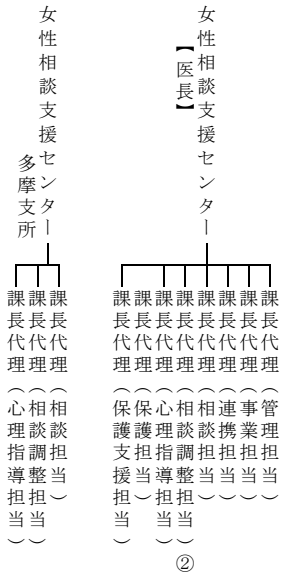 女性相談支援センター
【医長】
課長代理（管理担当）
課長代理（事業担当）
課長代理（連携担当）
課長代理（相談担当）
課長代理（相談調整担当）②
課長代理（心理指導担当）
課長代理（保護担当）
課長代理（保護支援担当）
女性相談支援センター
多摩支所
課長代理（相談担当）
課長代理（相談調整担当）
課長代理（心理指導担当）